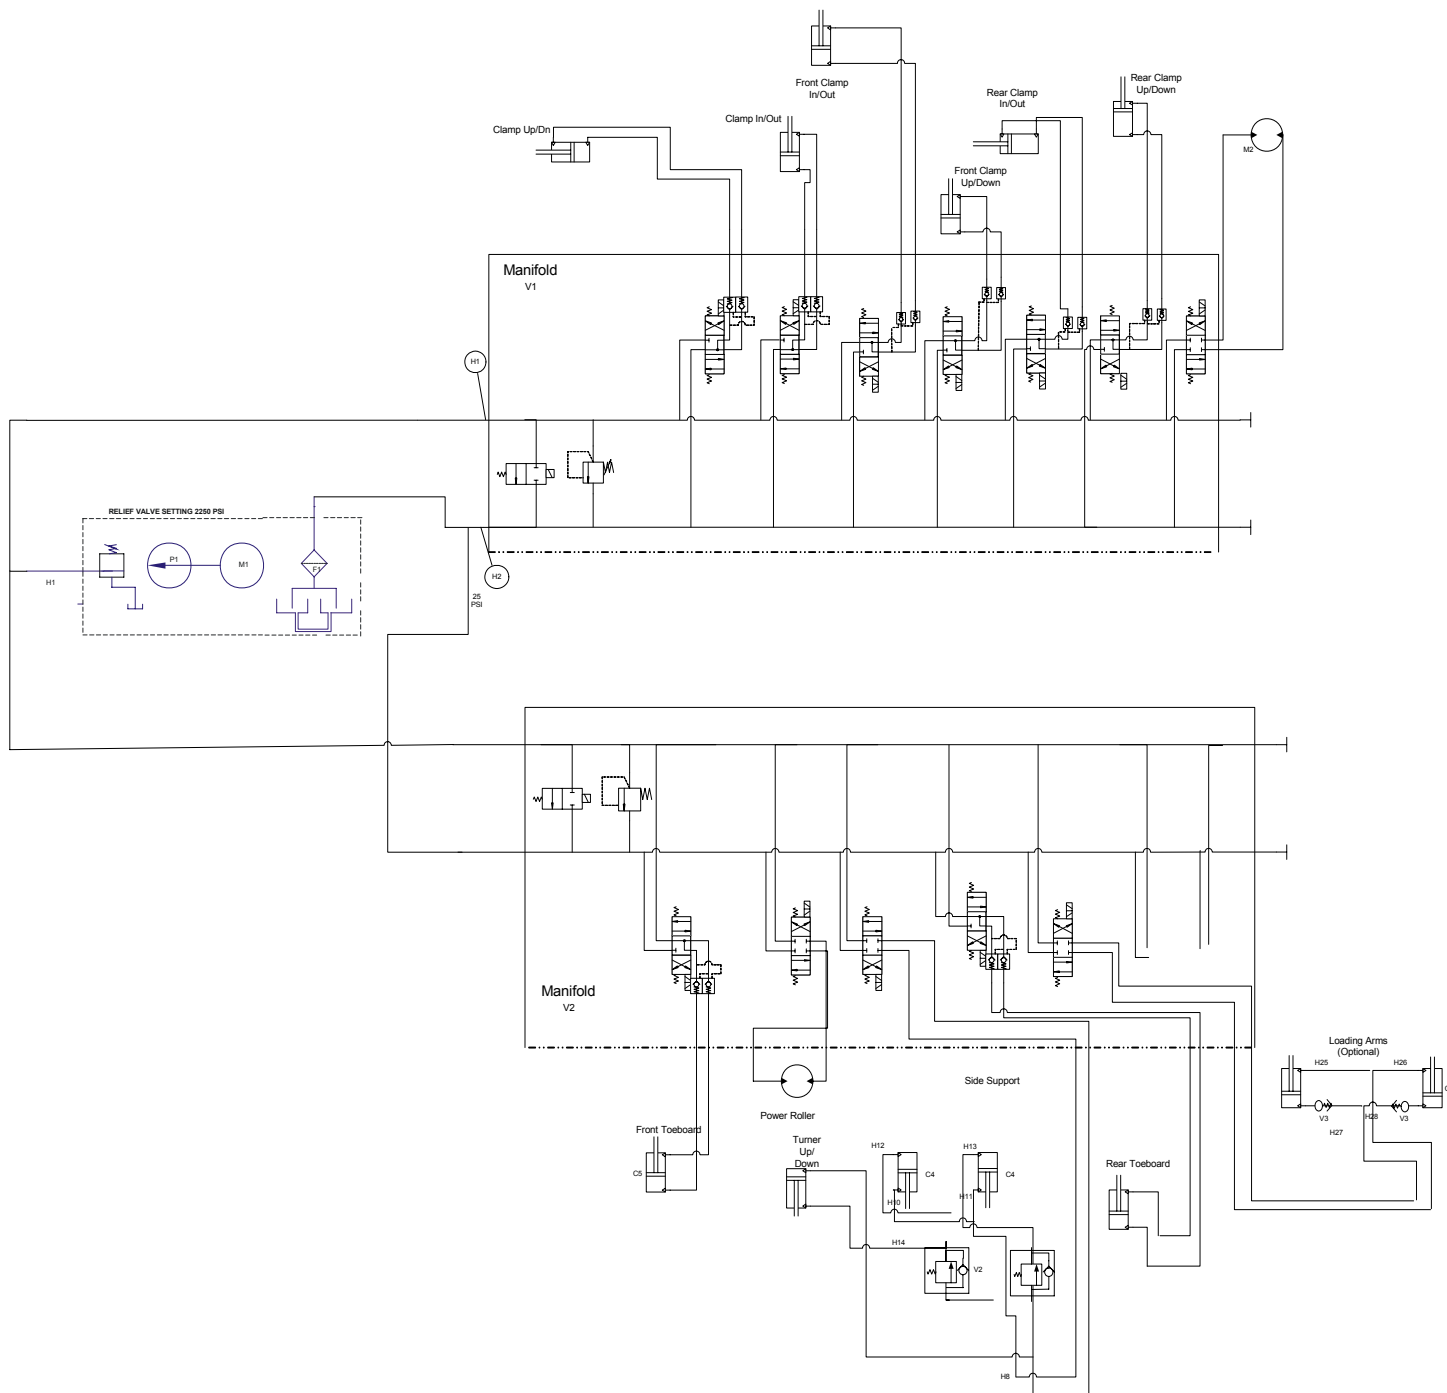 Front Clamp
In/Out
Rear Clamp
Up/Down
Rear Clamp
In/Out
Clamp In/Out
Clamp Up/Dn
M2
Front Clamp
Up/Down
Manifold
V1
H1
RELIEF VALVE SETTING 2250 PSI
P1
M1
F1
H1
H2
25
PSI
Manifold
V2
Loading Arms
(Optional)
H25
H26
Side Support
C
V3
H28
V3
H27
Power Roller
Front Toeboard
Turner
Up/
Down
H12
H13
C5
C4
C4
Rear Toeboard
H10
H11
H14
V2
H8